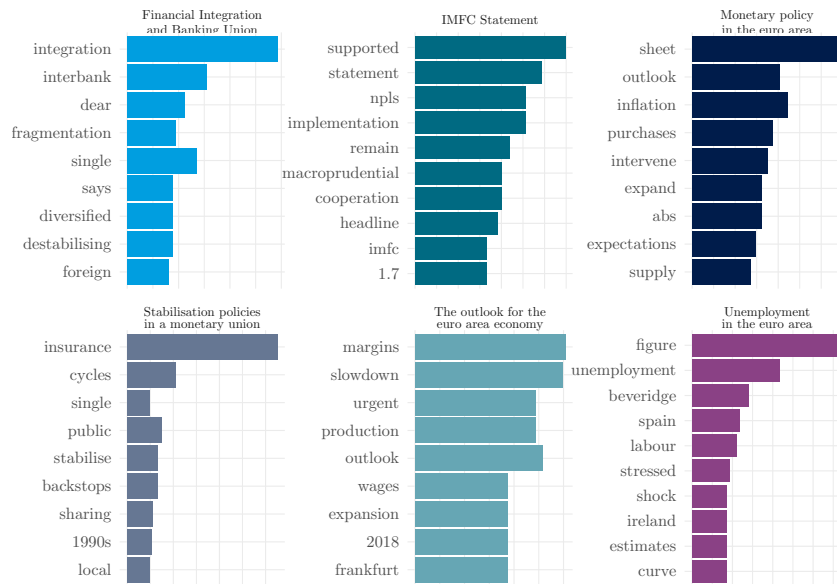 Financial Integration
and Banking Union
integration
interbank
dear
fragmentation
single
says
diversified
destabilising
foreign
IMFC Statement
supported
statement
npls
implementation
remain
macroprudential
cooperation
headline
imfc
1.7
Monetary policy
in the euro area
sheet
outlook
inflation
purchases
intervene
expand
abs
expectations
supply
Stabilisation policies
in a monetary union
insurance
cycles
single
public
stabilise
backstops
sharing
1990s
local
The outlook for the
euro area economy
margins
slowdown
urgent
production
outlook
wages
expansion
2018
frankfurt
Unemployment
in the euro area
figure
unemployment
beveridge
spain
labour
stressed
shock
ireland
estimates
curve